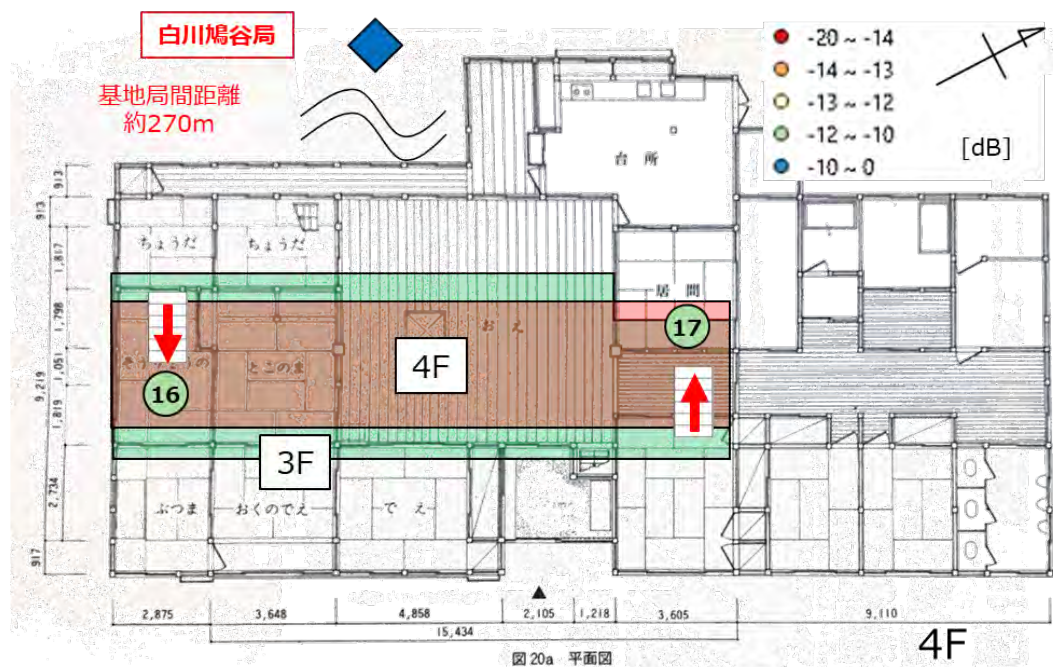 白川鳩谷局
基地局間距離
約270m
-20 ~ -14
-14 ~ -13
-13 ~ -12
-12 ~ -10
-10 ~ 0
[dB]
台所
ちょうだ
ちょうだ
居間
おえ
17
16
とこのま
4F
3F
ぶつま
おくのでえ
でえ
913
913
1,817
1,798
1,051
1,819
9,219
2,734
917
2,875
3,648
4,858
2,105
1,218
3,605
9,110
15,434
図20a 平面図
4F